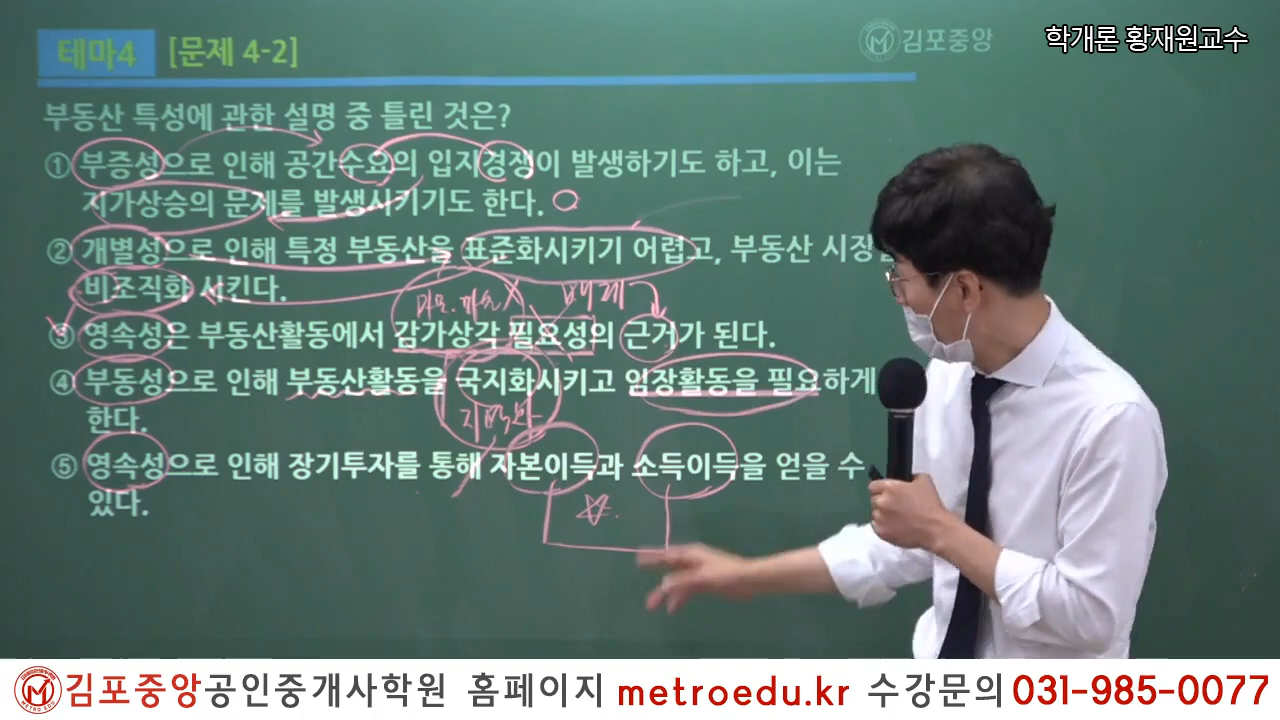 테마4 [문제 4-2]
김포중앙
학개론 황재원교수
부동산 특성에 관한 설명 중 틀린 것은?
① 부증성으로 인해 공간수요의 입지경쟁이 발생하기도 하고, 이는
지가상승의 문제를 발생시키기도 한다.
② 개별성으로 인해 특정 부동산을 표준화시키기 어렵고, 부동산 시장을
비조직화 시킨다.
배제
③ 영속성은 부동산활동에서 감가상각 필요성의 근거가 된다.
④ 부동성으로 인해 부동산활동을 국지화시키고 임장활동을 필요하게
한다.
지역화
⑤ 영속성으로 인해 장기투자를 통해 자본이득과 소득이득을 얻을 수
있다.
METRO EDU 김포중앙공인중개사학원 홈페이지 metroedu.kr 수강문의 031-985-0077